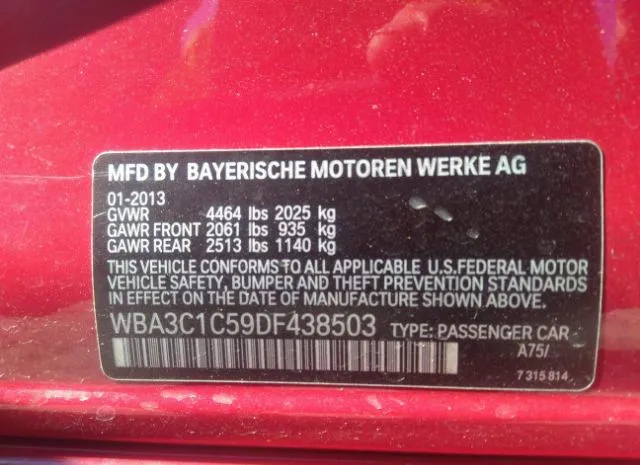 MFD BY BAYERISCHE MOTOREN WERKE AG
01-2013
GVWR 4464 lbs 2025 kg
GAWR FRONT 2061 lbs 935 kg
GAWR REAR 2513 lbs 1140 kg
THIS VEHICLE CONFORMS TO ALL APPLICABLE U.S.FEDERAL MOTOR
VEHICLE SAFETY, BUMPER AND THEFT PREVENTION STANDARDS
IN EFFECT ON THE DATE OF MANUFACTURE SHOWN ABOVE.
WBA3C1C59DF438503 TYPE: PASSENGER CAR
A75/
7 315 814